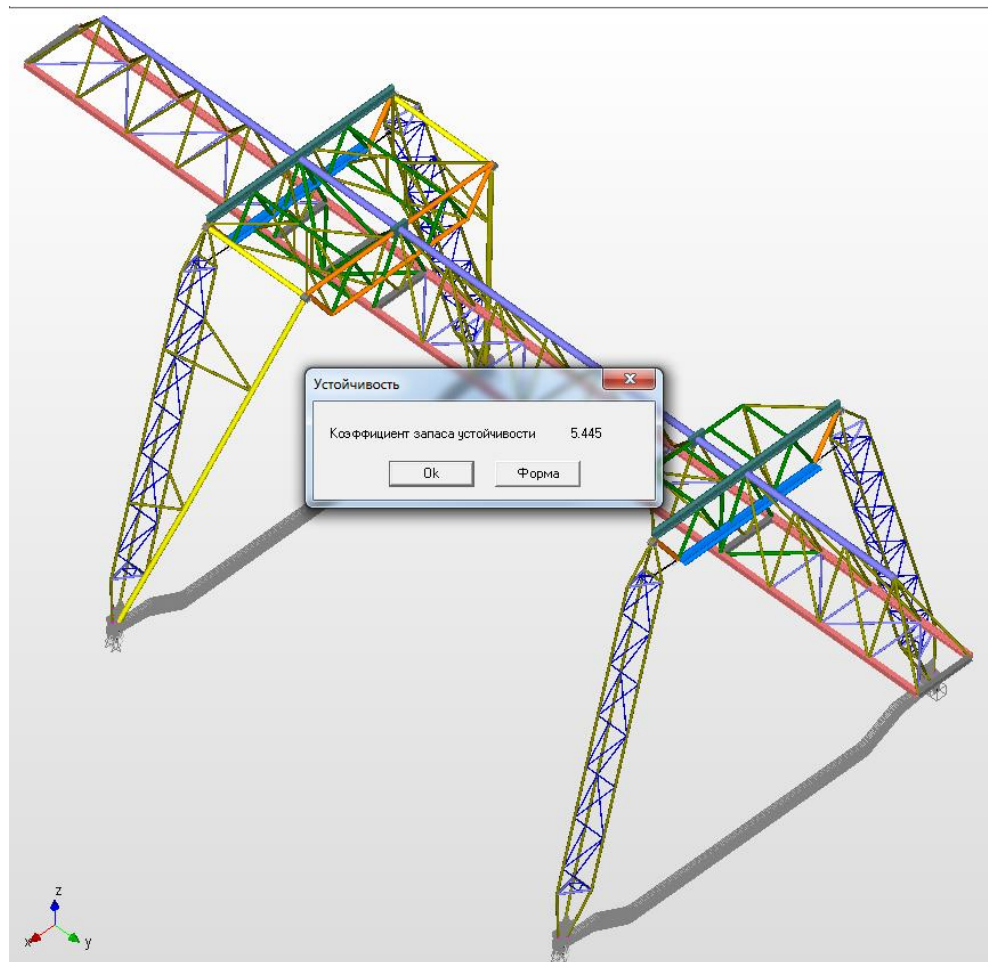 Устойчивость
Коэффициент запаса устойчивости 5.445
Ok
Форма
z
x
y